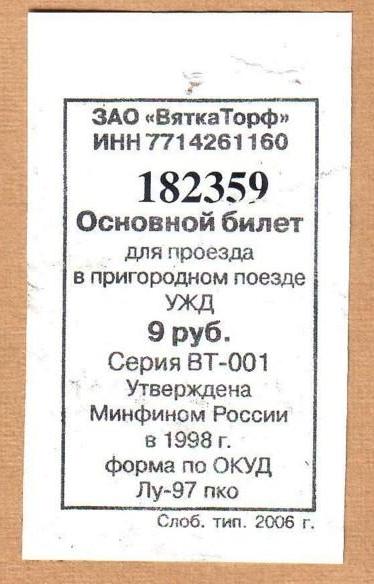 ЗАО «ВяткаТорф»
ИНН 7714261160
182359
Основной билет
для проезда
в пригородном поезде
УЖД
9 руб.
Серия ВТ-001
Утверждена
Минфином России
в 1998 г.
форма по ОКУД
Лу-97 пко
Слоб. тип. 2006 г.